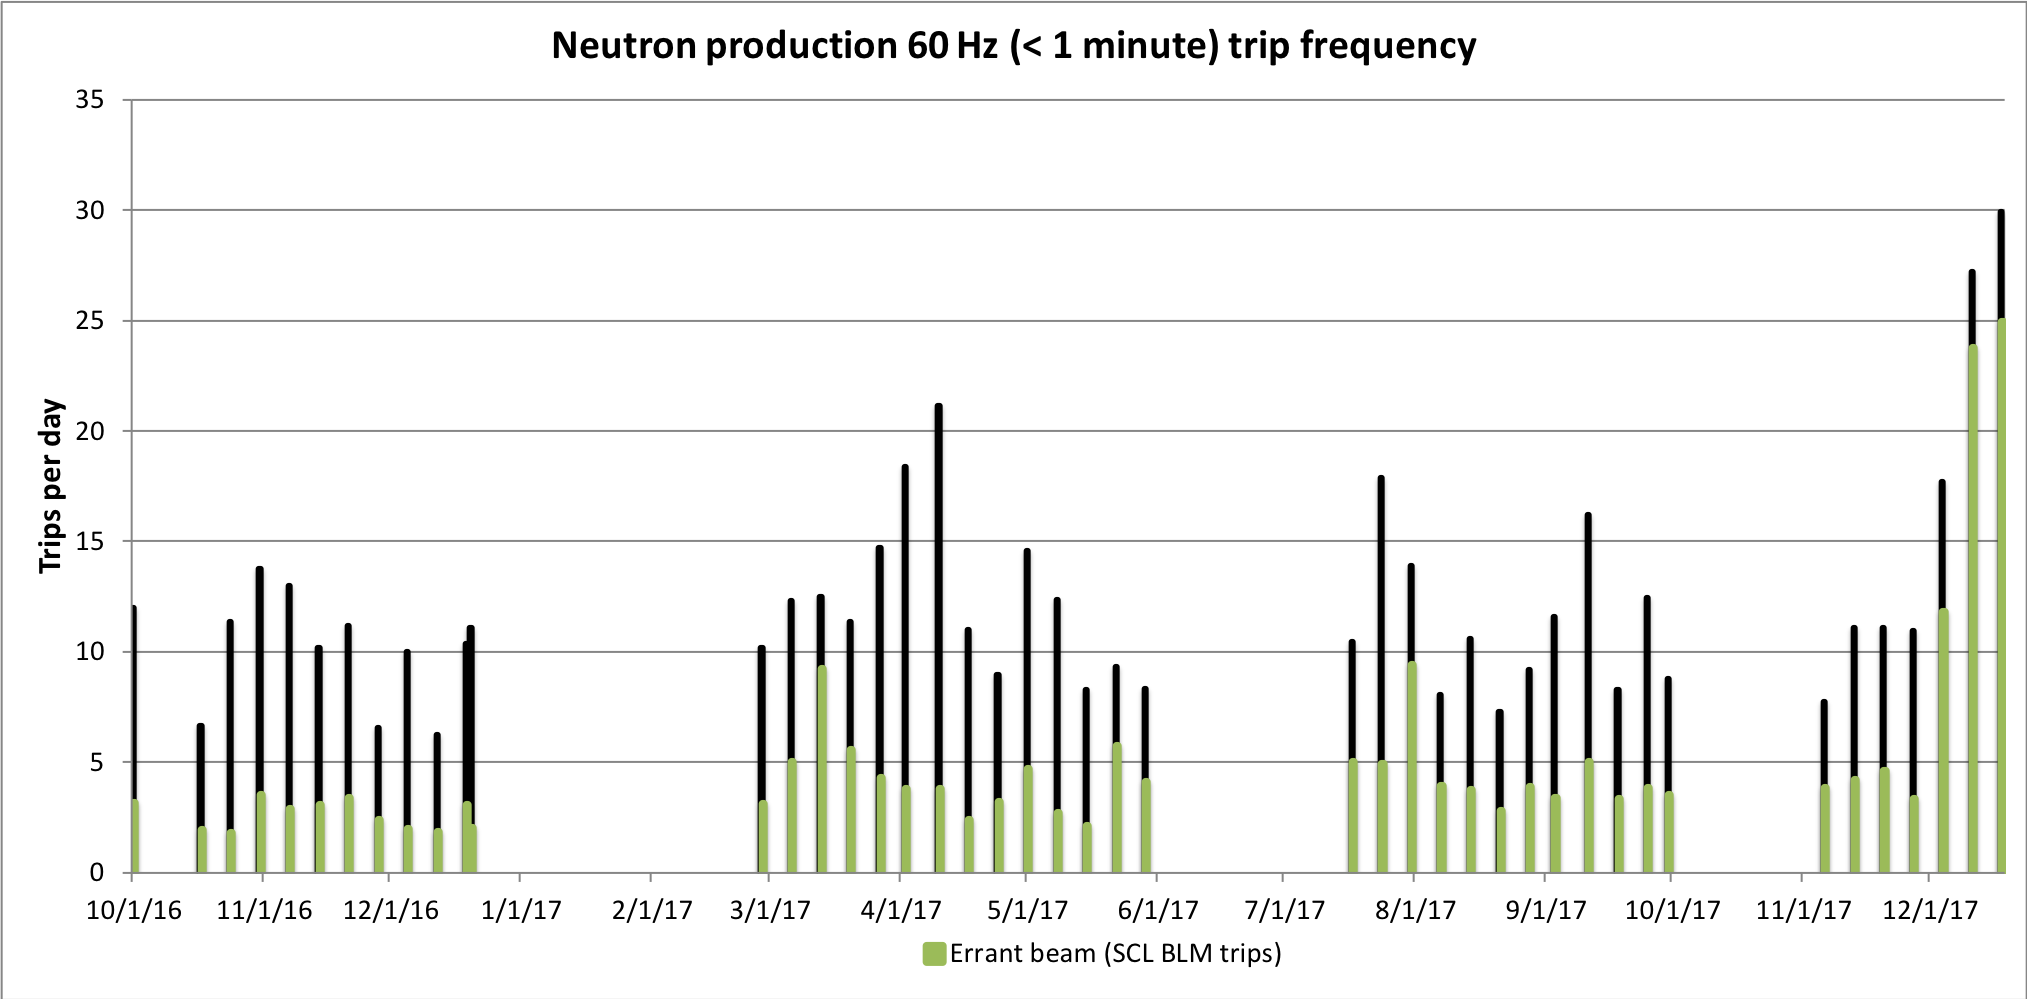 Neutron production 60 Hz (< 1 minute) trip frequency
35
30
25
20
15
10
5
0
Trips per day
10/1/16 11/1/16 12/1/16 1/1/17 2/1/17 3/1/17 4/1/17 5/1/17 6/1/17 7/1/17 8/1/17 9/1/17 10/1/17 11/1/17 12/1/17
Errant beam (SCL BLM trips)